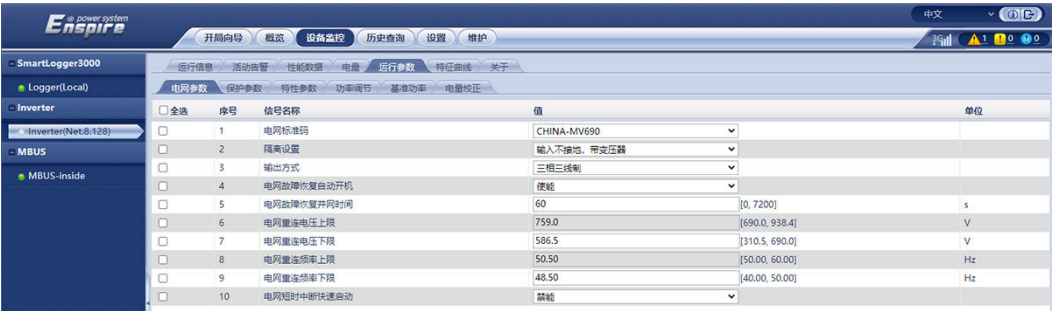 Enspire e power system
中文
开局向导 概览 设备监控 历史查询 设置 维护
3G 1 0 0
SmartLogger3000
Logger(Local)
Inverter
Inverter(Net.8.128)
MBUS
MBUS-inside
运行信息 活动告警 性能数据 电量 运行参数 特征曲线 关于
电网参数 保护参数 特性参数 功率调节 基准功率 电量校正
全选 序号 信号名称 值 单位
1 电网标准码 CHINA-MV690
2 隔离设置 输入不接地，带变压器
3 输出方式 三相三线制
4 电网故障恢复自动开机 使能
5 电网故障恢复并网时间 60 [0, 7200] s
6 电网重连电压上限 759.0 [690.0, 938.4] V
7 电网重连电压下限 586.5 [310.5, 690.0] V
8 电网重连频率上限 50.50 [50.00, 60.00] Hz
9 电网重连频率下限 48.50 [40.00, 50.00] Hz
10 电网短时中断快速启动 禁能